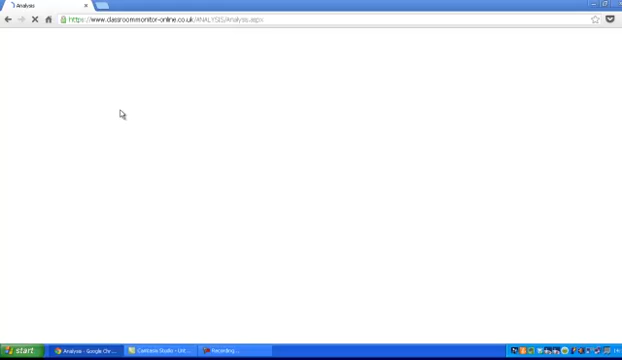 Analysis
https://www.classroommonitor-online.co.uk/ANALYSIS/Analysis.aspx
start
Analysis - Google Chr...
Camtasia Studio - Unt...
Recording...